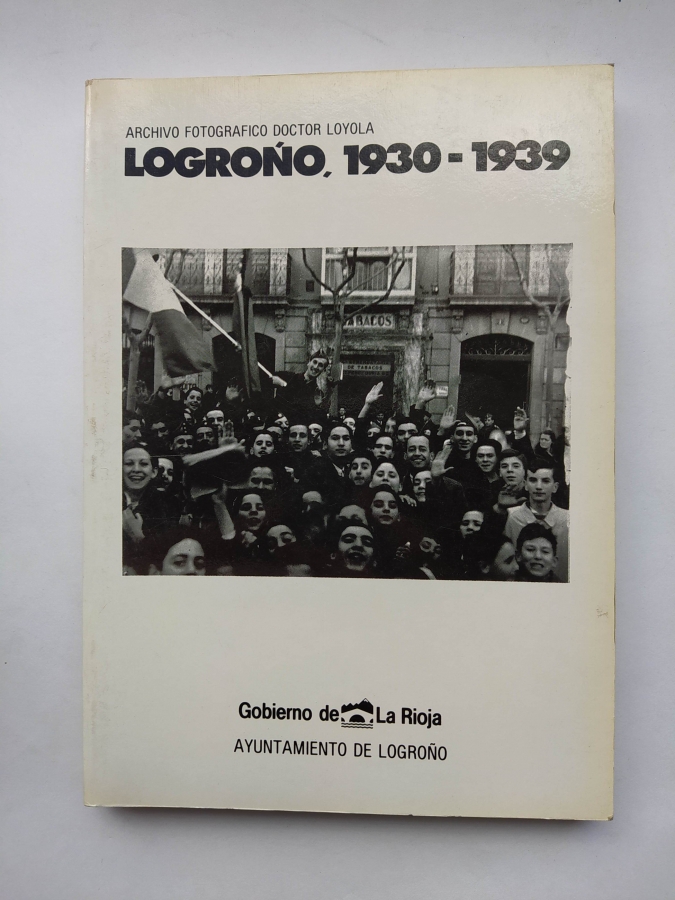 ARCHIVO FOTOGRAFICO DOCTOR LOYOLA
LOGROÑO, 1930-1939
TABACOS
DE TABACOS
Gobierno de La Rioja
AYUNTAMIENTO DE LOGROÑO